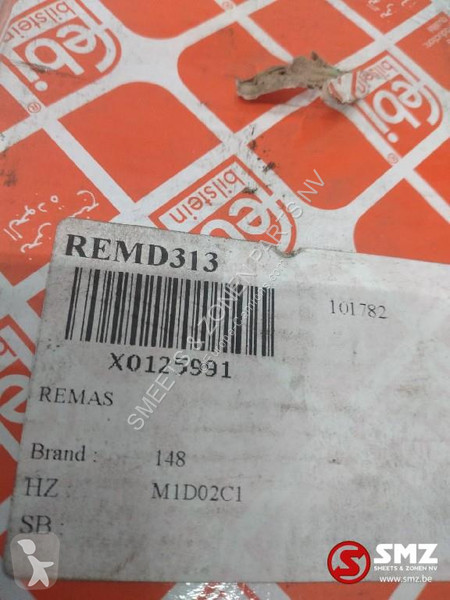 febi
bilstein
febi
bilstein
febi
bilstein
REMD313
101782
X0125991
REMAS
Brand : 148
HZ : M1D02C1
SB :
SMEETS & ZONEN PARTS NV
SMZ
SMEETS & ZONEN NV
www.smz.be